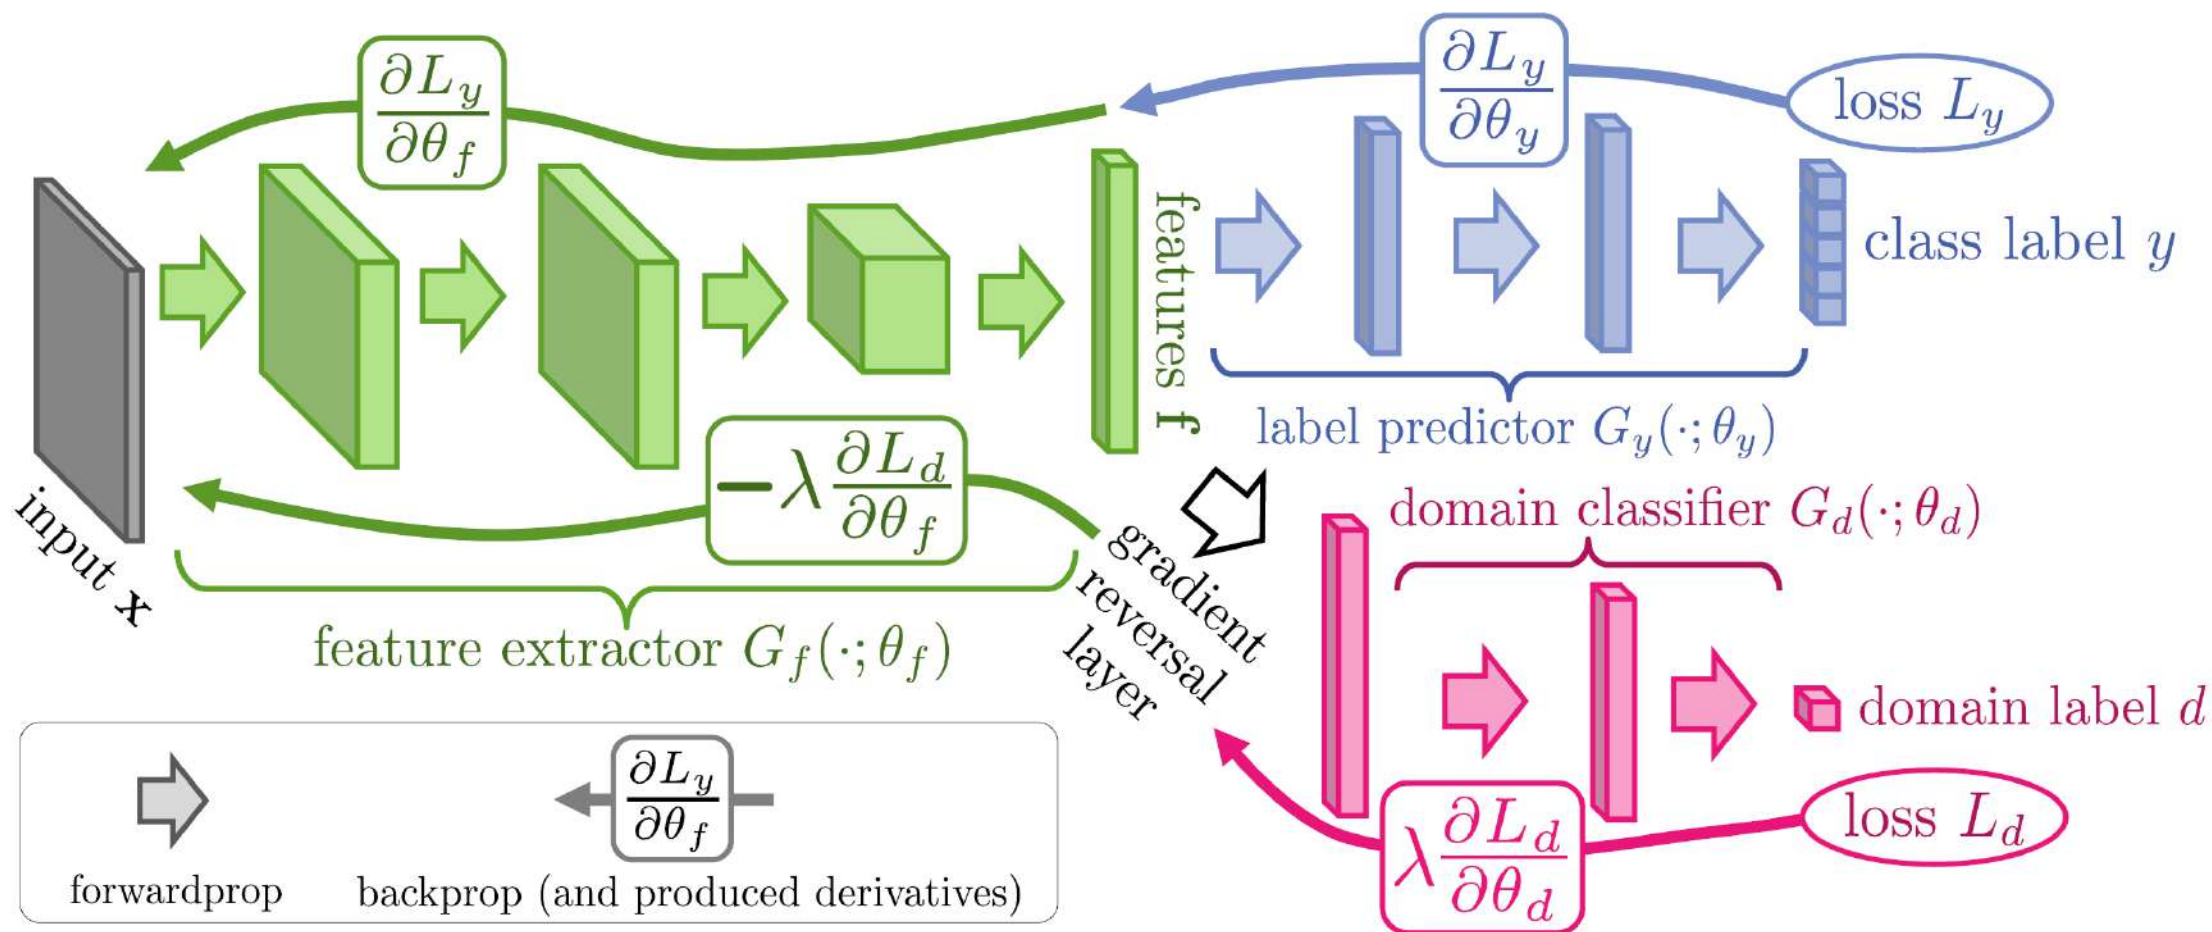 ∂L_y/∂θ_f
∂L_y/∂θ_y
loss L_y
features f
class label y
label predictor G_y(·; θ_y)
input x
−λ ∂L_d/∂θ_f
feature extractor G_f(·; θ_f)
gradient
reversal
layer
domain classifier G_d(·; θ_d)
domain label d
λ ∂L_d/∂θ_d
loss L_d
forwardprop
∂L_y/∂θ_f
backprop (and produced derivatives)